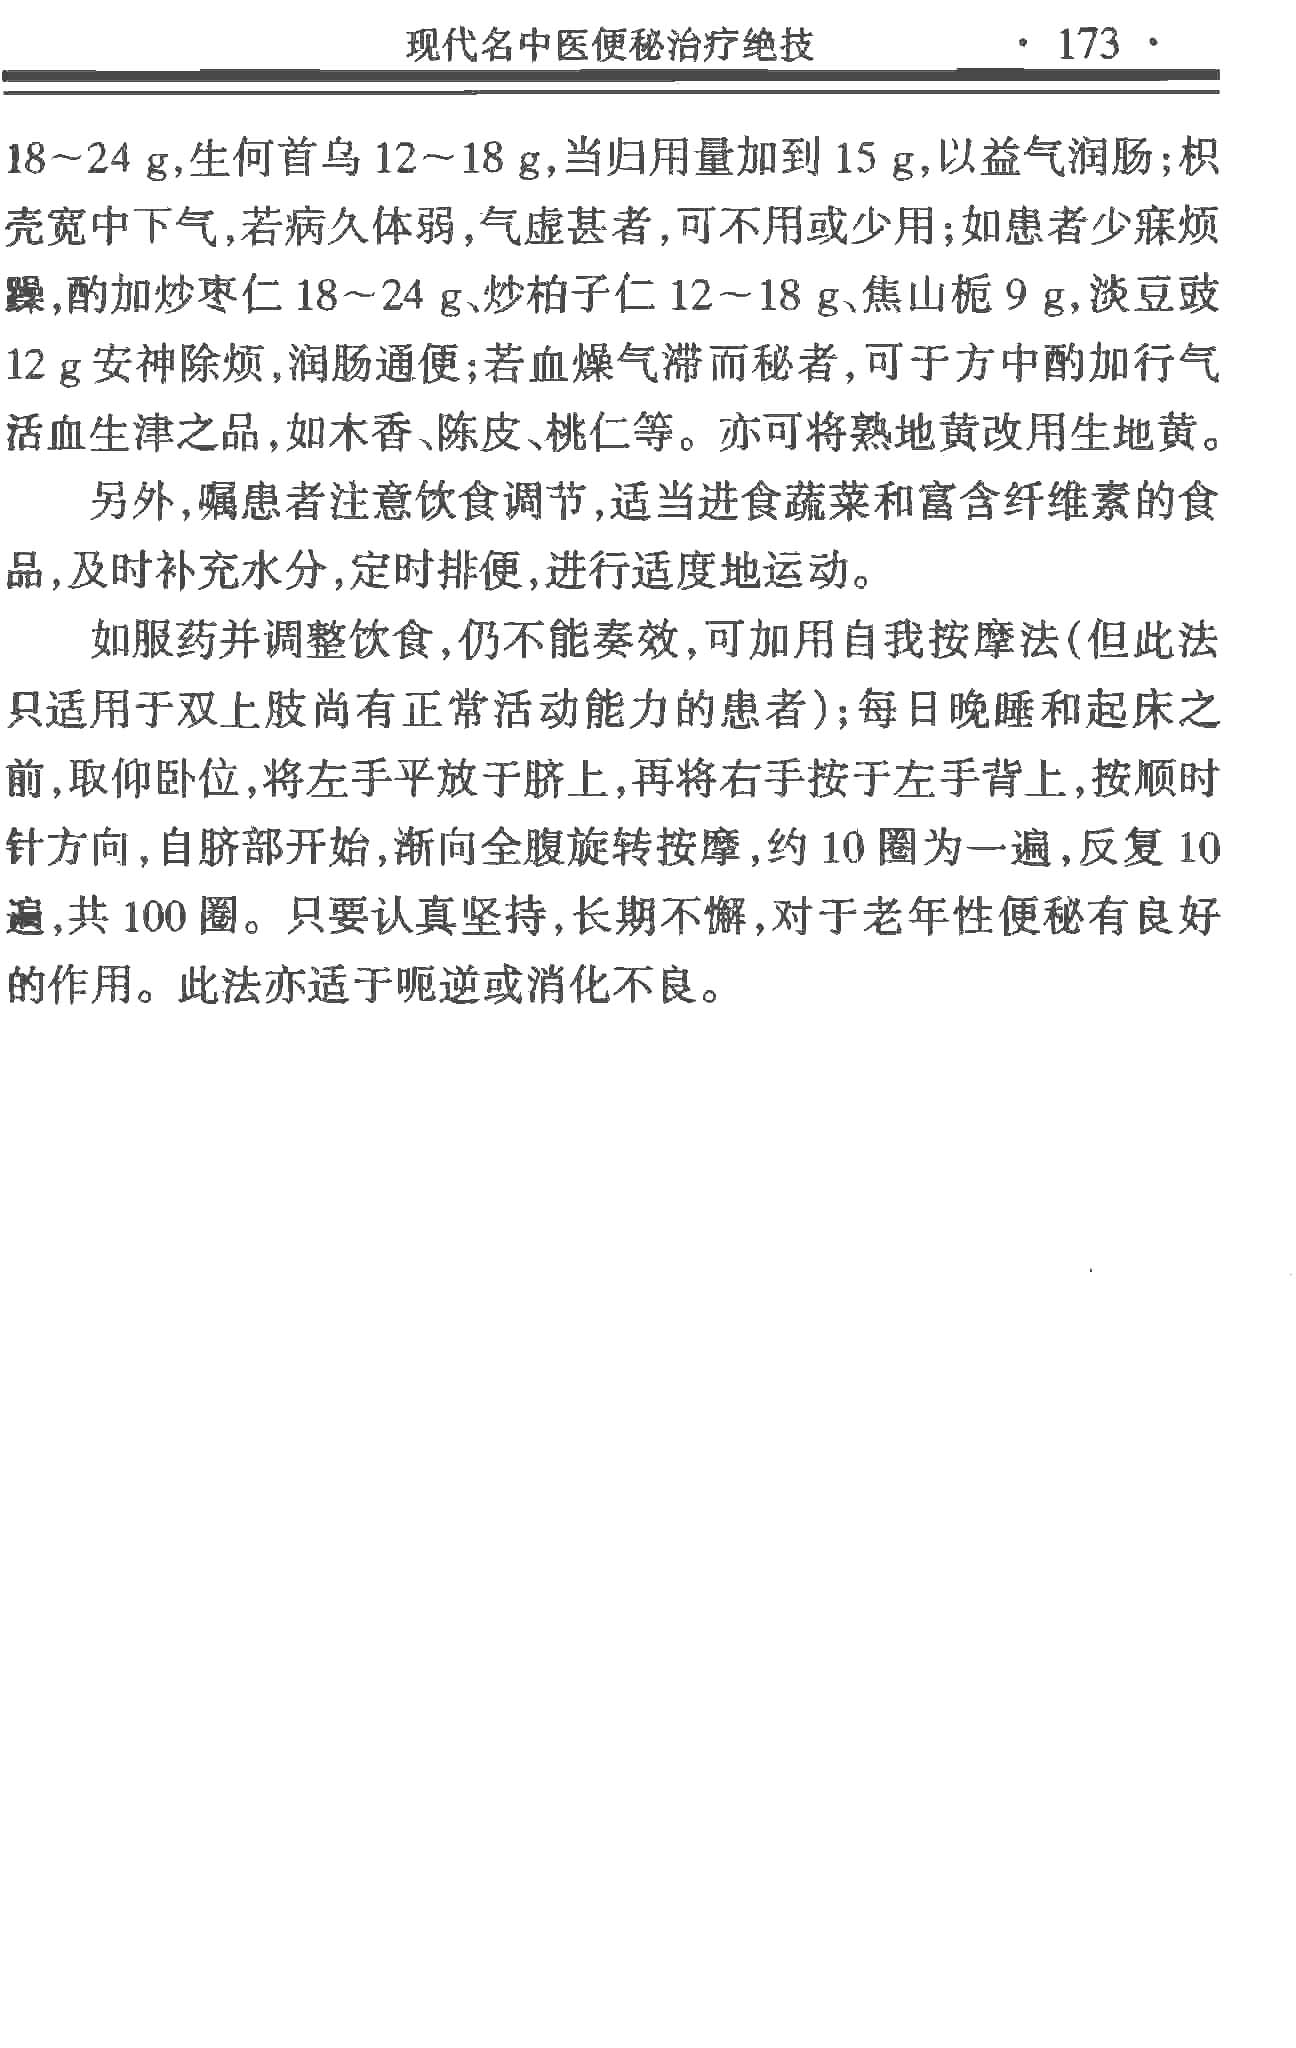 现代名中医便秘治疗绝技 · 173 ·
18～24 g,生何首乌 12～18 g,当归用量加到 15 g,以益气润肠;枳
壳宽中下气,若病久体弱,气虚甚者,可不用或少用;如患者少寐烦
躁,酌加炒枣仁 18～24 g、炒柏子仁 12～18 g、焦山栀 9 g,淡豆豉
12 g 安神除烦,润肠通便;若血燥气滞而秘者,可于方中酌加行气
活血生津之品,如木香、陈皮、桃仁等。亦可将熟地黄改用生地黄。
另外,嘱患者注意饮食调节,适当进食蔬菜和富含纤维素的食
品,及时补充水分,定时排便,进行适度地运动。
如服药并调整饮食,仍不能奏效,可加用自我按摩法(但此法
只适用于双上肢尚有正常活动能力的患者);每日晚睡和起床之
前,取仰卧位,将左手平放于脐上,再将右手按于左手背上,按顺时
针方向,自脐部开始,渐向全腹旋转按摩,约 10 圈为一遍,反复 10
遍,共 100 圈。只要认真坚持,长期不懈,对于老年性便秘有良好
的作用。此法亦适于呃逆或消化不良。